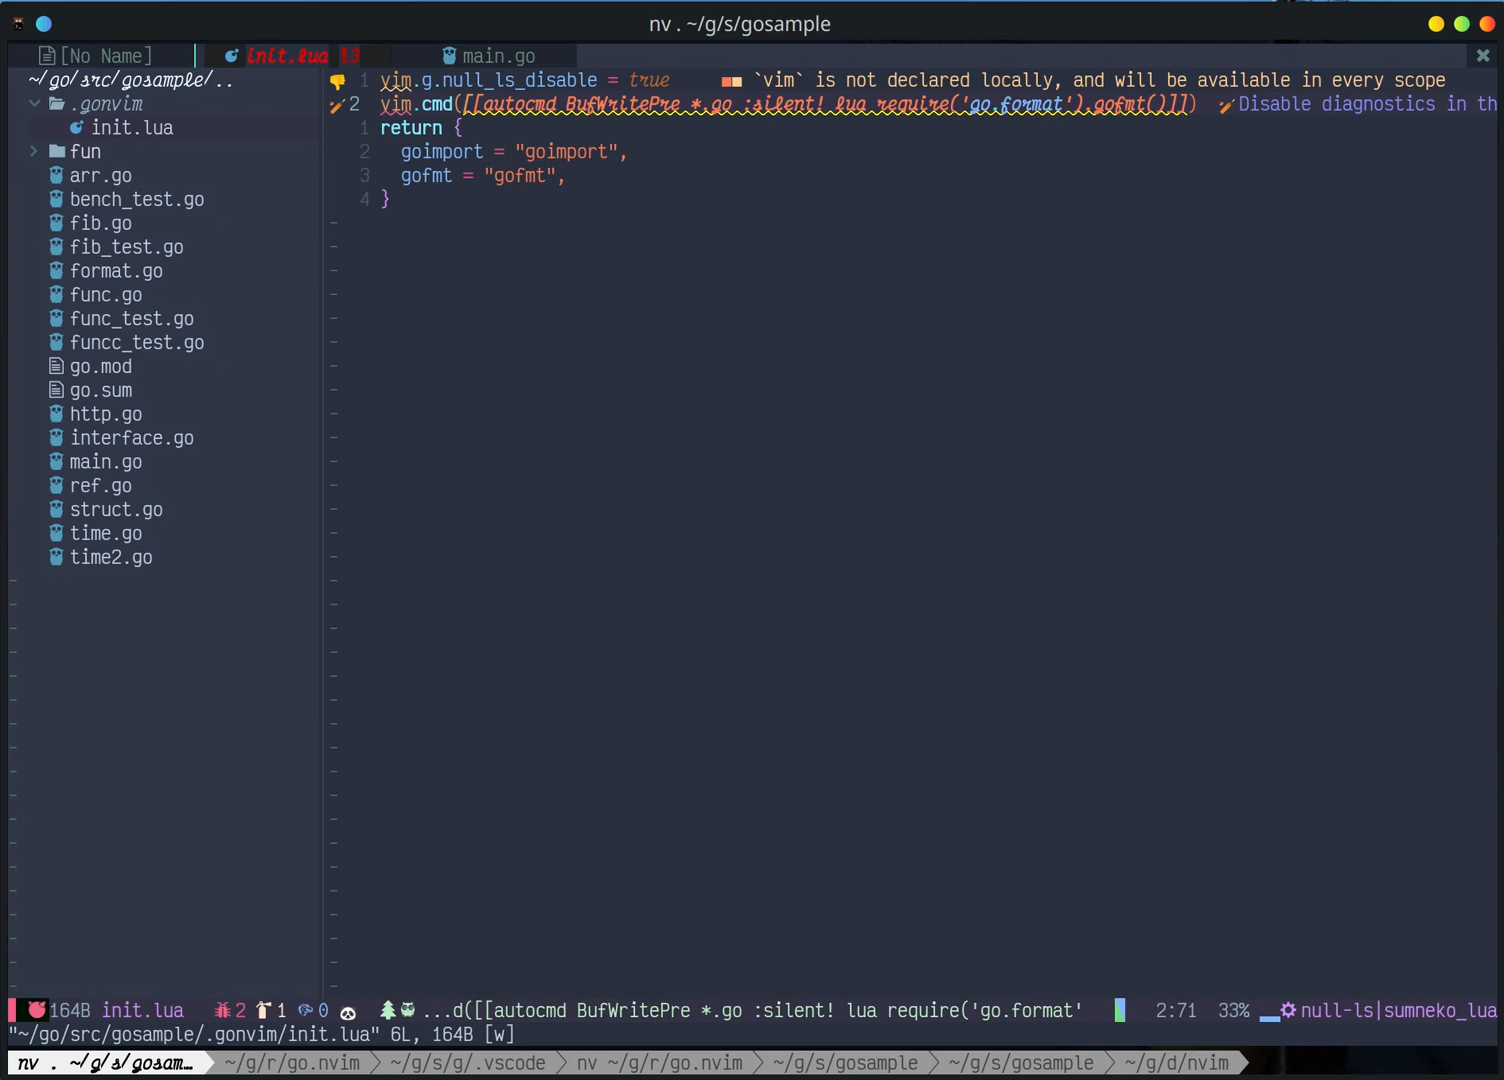 nv . ~/g/s/gosample
[No Name] init.lua !3 main.go
~/go/src/gosample/..
.gonvim
init.lua
fun
arr.go
bench_test.go
fib.go
fib_test.go
format.go
func.go
func_test.go
funcc_test.go
go.mod
go.sum
http.go
interface.go
main.go
ref.go
struct.go
time.go
time2.go
1 vim.g.null_ls_disable = true `vim` is not declared locally, and will be available in every scope
2 vim.cmd([[autocmd BufWritePre *.go :silent! lua require('go.format').gofmt()]]) Disable diagnostics in th
1 return {
2 goimport = "goimport",
3 gofmt = "gofmt",
4 }
164B init.lua 2 1 0 ...d([[autocmd BufWritePre *.go :silent! lua require('go.format' 2:71 33% null-ls|sumneko_lua
"~/go/src/gosample/.gonvim/init.lua" 6L, 164B [w]
nv . ~/g/s/gosam… ~/g/r/go.nvim ~/g/s/g/.vscode nv ~/g/r/go.nvim ~/g/s/gosample ~/g/s/gosample ~/g/d/nvim